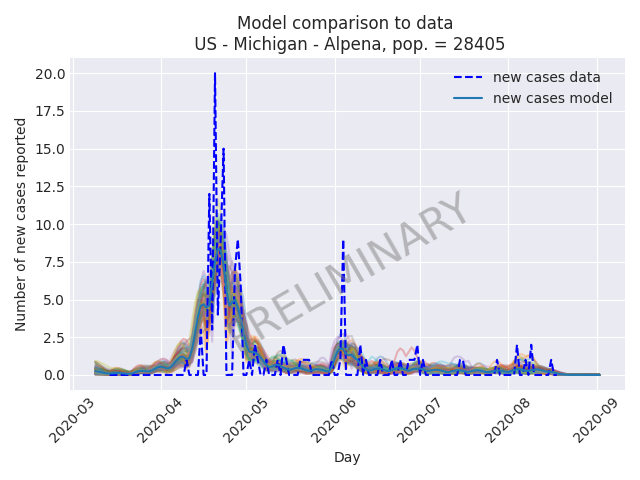 Model comparison to data
US - Michigan - Alpena, pop. = 28405
20.0
17.5
15.0
12.5
10.0
7.5
5.0
2.5
0.0
Number of new cases reported
new cases data
new cases model
PRELIMINARY
2020-03
2020-04
2020-05
2020-06
2020-07
2020-08
2020-09
Day